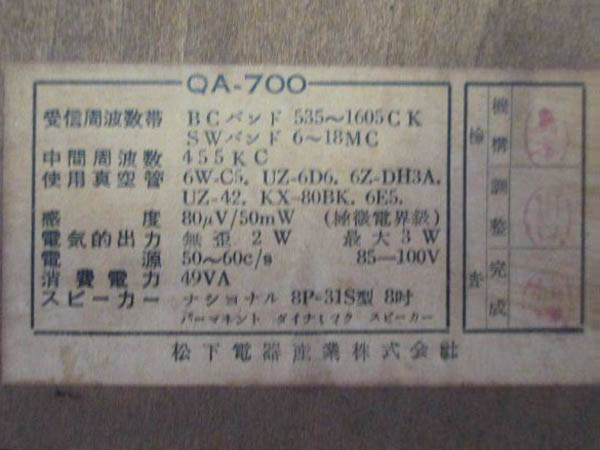 QA-700
受信周波数帯 BCバンド 535〜1605CK
SWバンド 6〜18MC
中間周波数 455KC
使用真空管 6W-C5, UZ-6D6, 6Z-DH3A,
UZ-42, KX-80BK, 6E5,
感度 80μV/50mW (極微電界級)
電気的出力 無歪2W 最大3W
電源 50〜60c/s 85—100V
消費電力 49VA
スピーカー ナショナル 8P-31S型 8吋
パーマネント ダイナミック スピーカー
松下電器産業株式会社
検査
機構
調整
完成